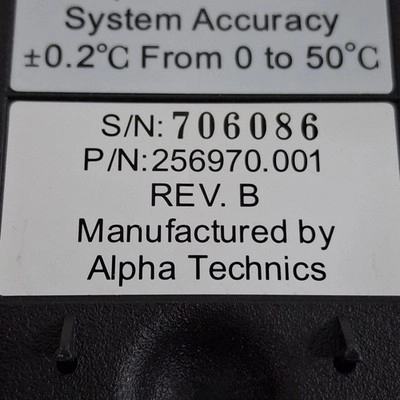 System Accuracy
±0.2°C From 0 to 50°C
S/N: 706086
P/N:256970.001
REV. B
Manufactured by
Alpha Technics